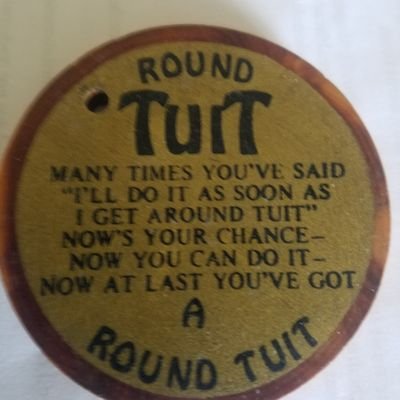 ROUND
TUIT
MANY TIMES YOU'VE SAID
"I'LL DO IT AS SOON AS
I GET AROUND TUIT"
NOW'S YOUR CHANCE–
NOW YOU CAN DO IT–
NOW AT LAST YOU'VE GOT
A
ROUND TUIT